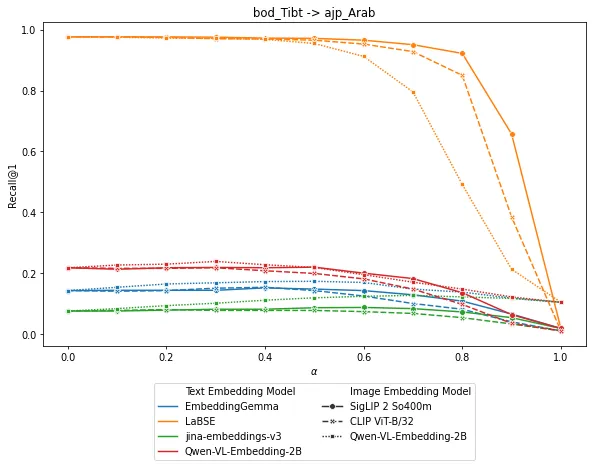 bod_Tibt -> ajp_Arab
Recall@1
1.0
0.8
0.6
0.4
0.2
0.0
0.0 0.2 0.4 0.6 0.8 1.0
α
Text Embedding Model Image Embedding Model
EmbeddingGemma SigLIP 2 So400m
LaBSE CLIP ViT-B/32
jina-embeddings-v3 Qwen-VL-Embedding-2B
Qwen-VL-Embedding-2B